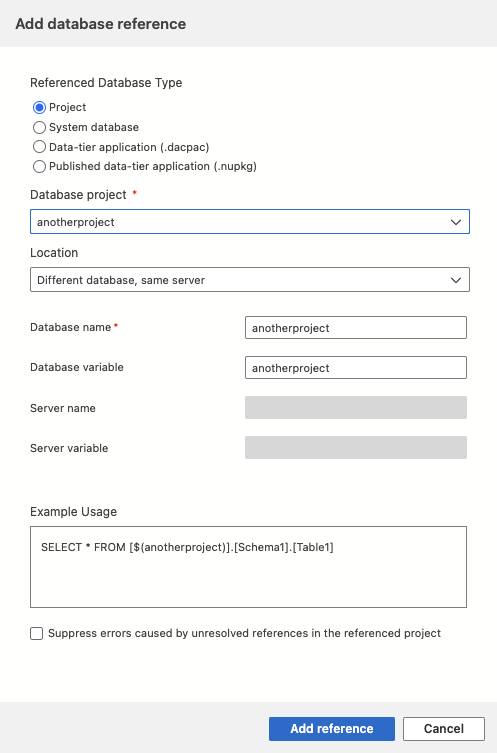 Add database reference
Referenced Database Type
Project
System database
Data-tier application (.dacpac)
Published data-tier application (.nupkg)
Database project *
anotherproject
Location
Different database, same server
Database name * anotherproject
Database variable anotherproject
Server name
Server variable
Example Usage
SELECT * FROM [$(anotherproject)].[Schema1].[Table1]
Suppress errors caused by unresolved references in the referenced project
Add reference Cancel